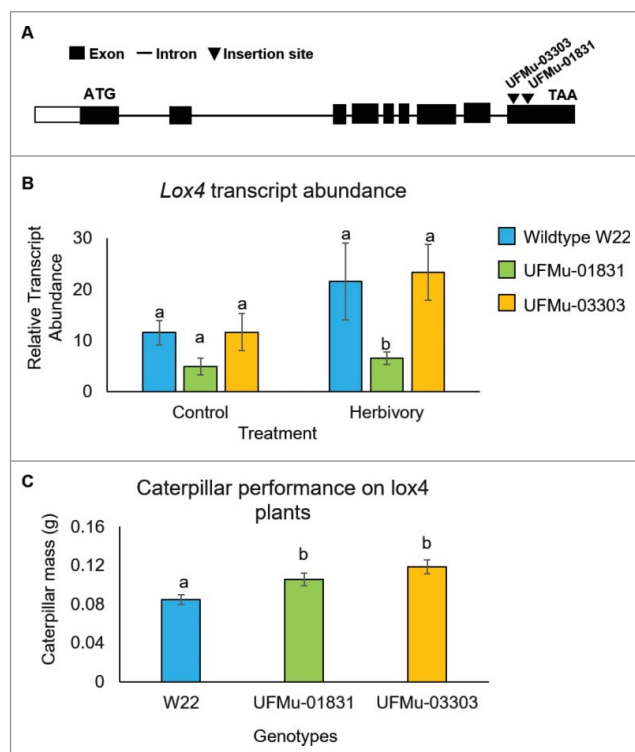 A
Exon Intron Insertion site
UFMu-03303
UFMu-01831
ATG
TAA
B
Lox4 transcript abundance
Relative Transcript
Abundance
30
20
10
0
a
a
a
a
b
a
Control
Herbivory
Treatment
Wildtype W22
UFMu-01831
UFMu-03303
C
Caterpillar performance on lox4
plants
Caterpillar mass (g)
0.16
0.12
0.08
0.04
0
a
b
b
W22
UFMu-01831
UFMu-03303
Genotypes